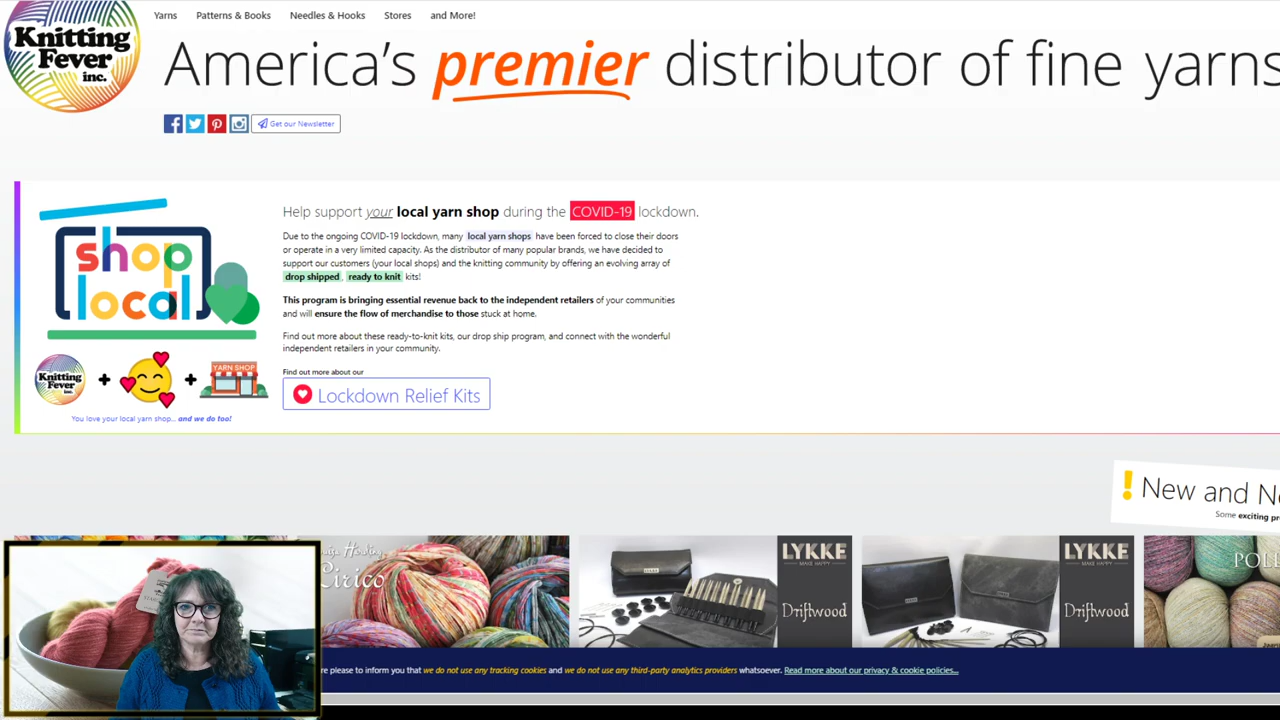 Yarns Patterns & Books Needles & Hooks Stores and More!
Knitting
Fever
inc.
America's premier distributor of fine yarns
Get our Newsletter
Help support your local yarn shop during the COVID-19 lockdown.
Due to the ongoing COVID-19 lockdown, many local yarn shops have been forced to close their doors
or operate in a very limited capacity. As the distributor of many popular brands, we have decided to
support our customers (your local shops) and the knitting community by offering an evolving array of
drop shipped, ready to knit kits!
This program is bringing essential revenue back to the independent retailers of your communities
and will ensure the flow of merchandise to those stuck at home.
Find out more about these ready-to-knit kits, our drop ship program, and connect with the wonderful
independent retailers in your community.
Find out more about our
Lockdown Relief Kits
shop
local
Knitting
Fever
inc.
+ +
YARN SHOP
You love your local yarn shop... and we do too!
! New and
Some exciting
Lirico
LYKKE
MAKE HAPPY
Driftwood
LYKKE
MAKE HAPPY
Driftwood
please to inform you that we do not use any tracking cookies and we do not use any third-party analytics providers whatsoever. Read more about our privacy & cookie policies...